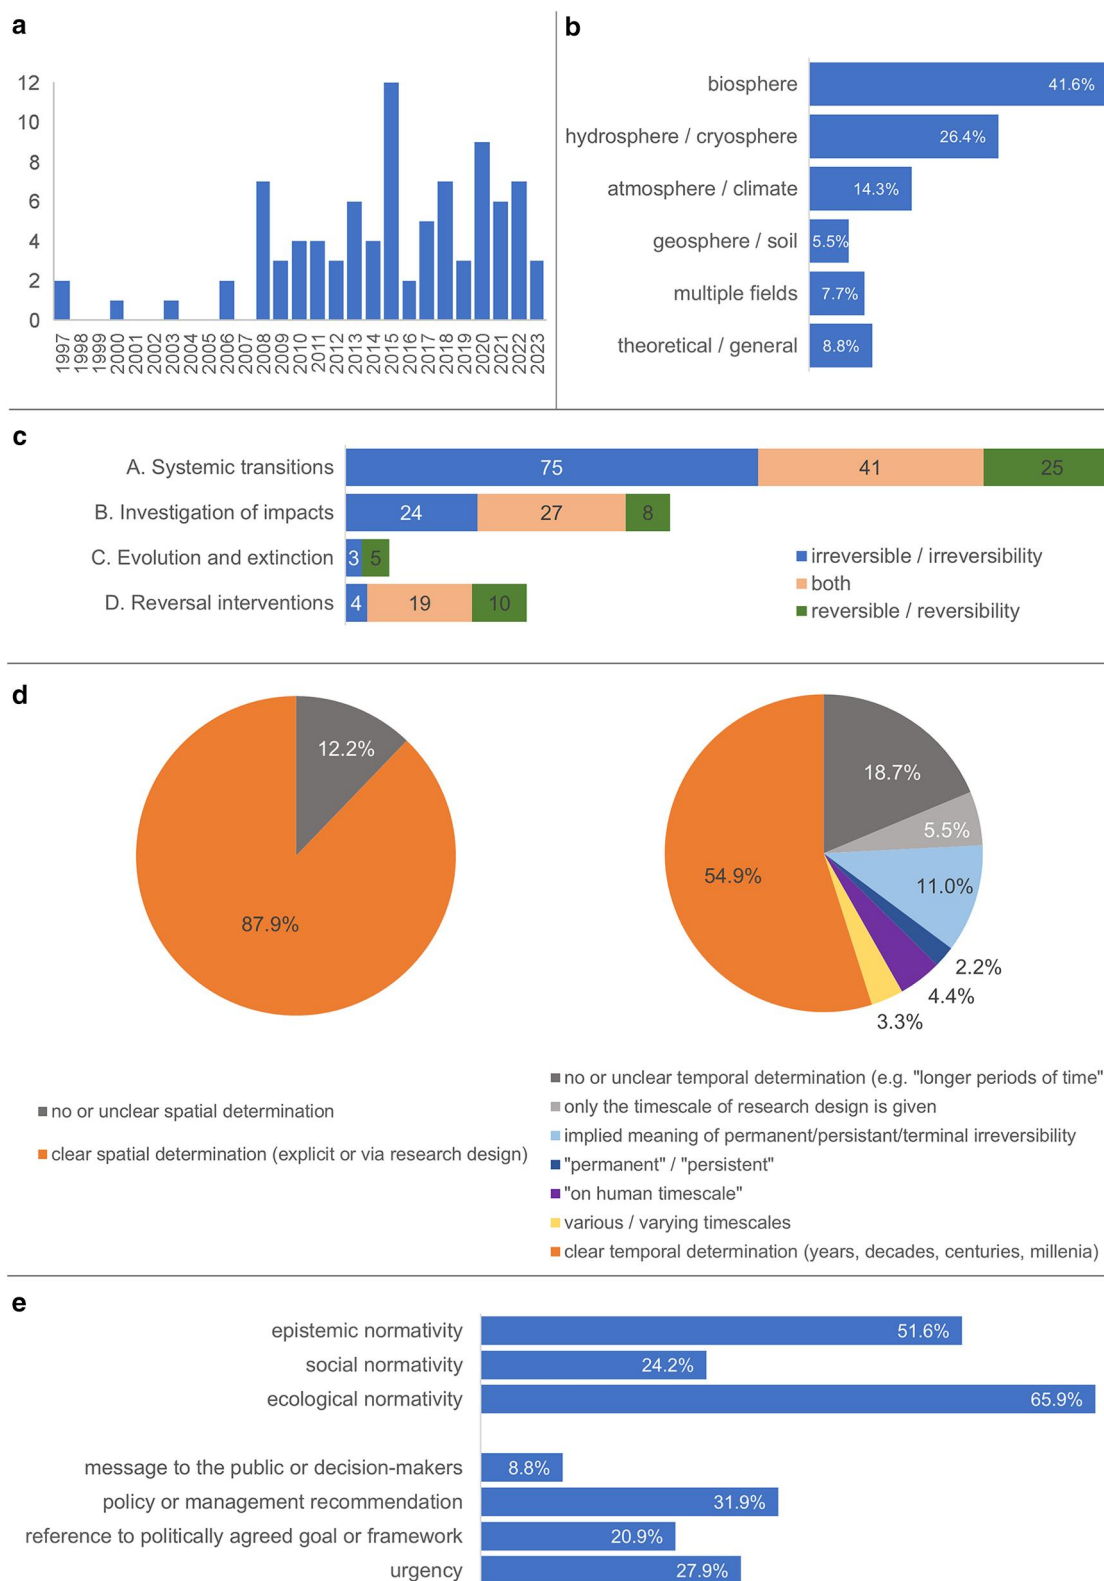 a
12
10
8
6
4
2
0
1997
1998
1999
2000
2001
2002
2003
2004
2005
2006
2007
2008
2009
2010
2011
2012
2013
2014
2015
2016
2017
2018
2019
2020
2021
2022
2023
b
biosphere 41.6%
hydrosphere / cryosphere 26.4%
atmosphere / climate 14.3%
geosphere / soil 5.5%
multiple fields 7.7%
theoretical / general 8.8%
c
A. Systemic transitions 75 41 25
B. Investigation of impacts 24 27 8
C. Evolution and extinction 3 5
D. Reversal interventions 4 19 10
irreversible / irreversibility
both
reversible / reversibility
d
12.2%
87.9%
no or unclear spatial determination
clear spatial determination (explicit or via research design)
18.7%
5.5%
11.0%
2.2%
4.4%
3.3%
54.9%
no or unclear temporal determination (e.g. "longer periods of time"
only the timescale of research design is given
implied meaning of permanent/persistant/terminal irreversibility
"permanent" / "persistent"
"on human timescale"
various / varying timescales
clear temporal determination (years, decades, centuries, millenia)
e
epistemic normativity 51.6%
social normativity 24.2%
ecological normativity 65.9%
message to the public or decision-makers 8.8%
policy or management recommendation 31.9%
reference to politically agreed goal or framework 20.9%
urgency 27.9%